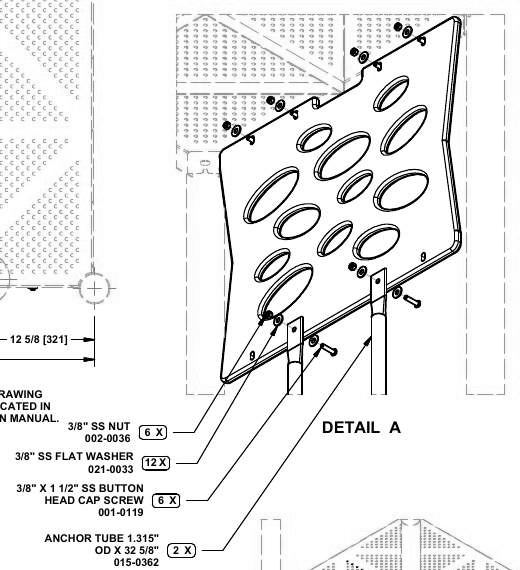 12 5/8 [321]
RAWING
CATED IN
N MANUAL.
3/8" SS NUT
002-0036
6 X
3/8" SS FLAT WASHER
021-0033
12 X
3/8" X 1 1/2" SS BUTTON
HEAD CAP SCREW
001-0119
6 X
ANCHOR TUBE 1.315"
OD X 32 5/8"
015-0362
2 X
DETAIL A